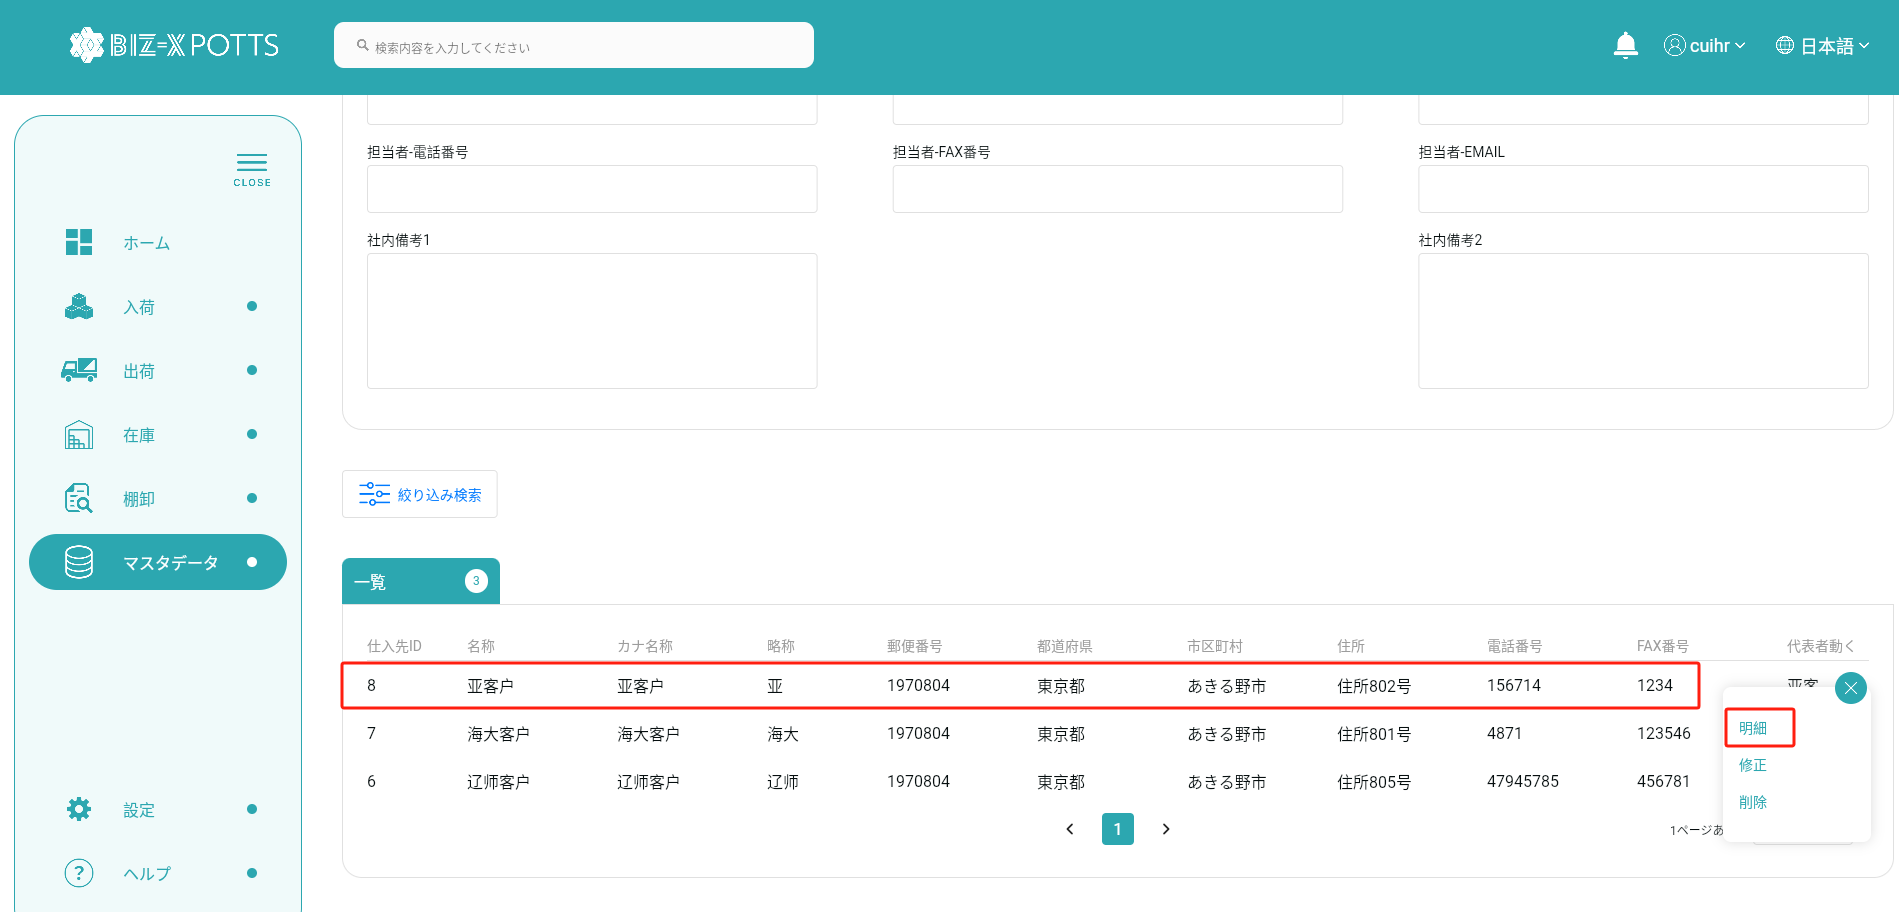 BIZ=X POTTS
検索内容を入力してください
cuihr
日本語
CLOSE
ホーム
入荷
出荷
在庫
棚卸
マスタデータ
設定
ヘルプ
担当者-電話番号 担当者-FAX番号 担当者-EMAIL
社内備考1 社内備考2
絞り込み検索
一覧 3
仕入先ID 名称 カナ名称 略称 郵便番号 都道府県 市区町村 住所 電話番号 FAX番号 代表者動く
8 亚客户 亚客户 亚 1970804 東京都 あきる野市 住所802号 156714 1234 亚客
7 海大客户 海大客户 海大 1970804 東京都 あきる野市 住所801号 4871 123546
6 辽师客户 辽师客户 辽师 1970804 東京都 あきる野市 住所805号 47945785 456781
明細
修正
削除
1
1ページあ